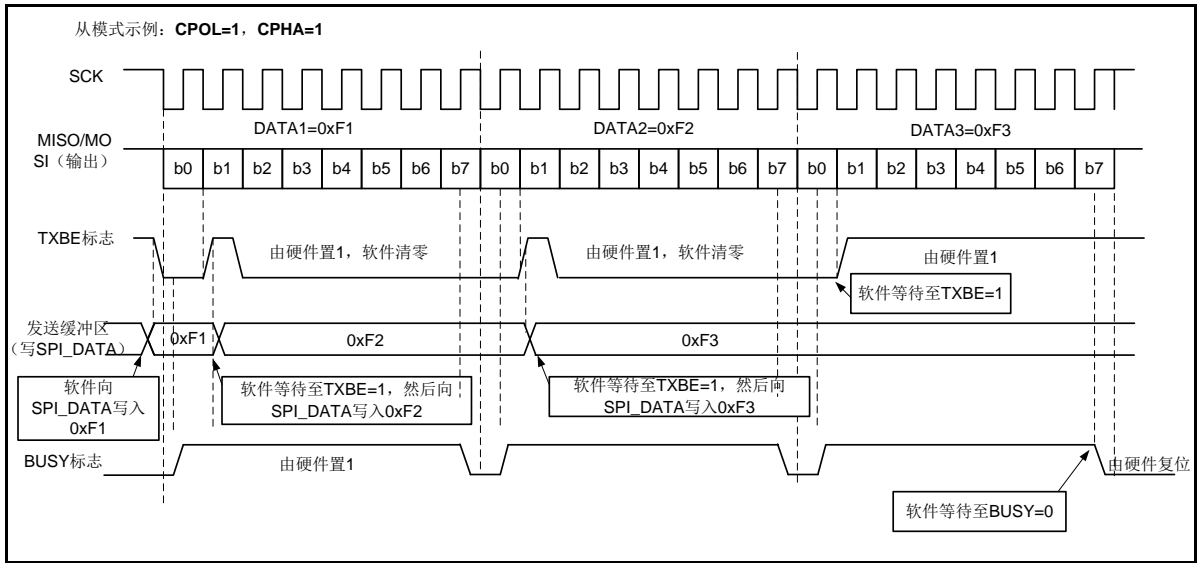 从模式示例：CPOL=1，CPHA=1
SCK
DATA1=0xF1
DATA2=0xF2
DATA3=0xF3
MISO/MO
SI（输出）
b0 b1 b2 b3 b4 b5 b6 b7 b0 b1 b2 b3 b4 b5 b6 b7 b0 b1 b2 b3 b4 b5 b6 b7
TXBE标志
由硬件置1，软件清零
由硬件置1，软件清零
由硬件置1
软件等待至TXBE=1
发送缓冲区
（写SPI_DATA）
0xF1
0xF2
0xF3
软件向
SPI_DATA写入
0xF1
软件等待至TXBE=1，然后向
SPI_DATA写入0xF2
软件等待至TXBE=1，然后向
SPI_DATA写入0xF3
BUSY标志
由硬件置1
由硬件复位
软件等待至BUSY=0